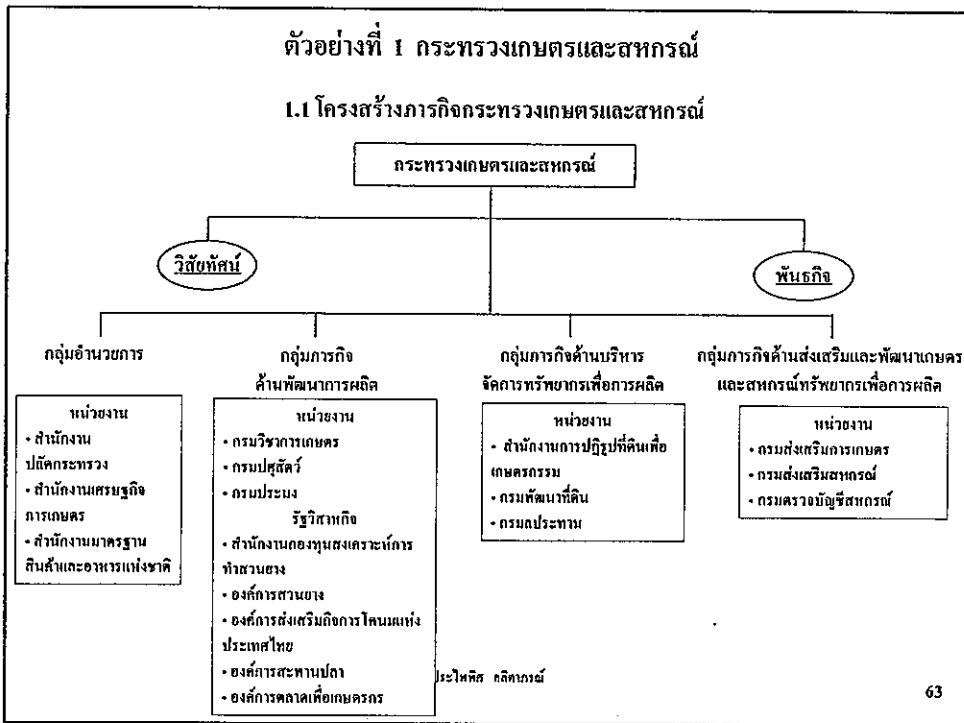 ตัวอย่างที่ 1 กระทรวงเกษตรและสหกรณ์
1.1 โครงสร้างภารกิจกระทรวงเกษตรและสหกรณ์
กระทรวงเกษตรและสหกรณ์
วิสัยทัศน์
พันธกิจ
กลุ่มอำนวยการ
หน่วยงาน
• สำนักงาน
ปลัดกระทรวง
• สำนักงานเศรษฐกิจ
การเกษตร
• สำนักงานมาตรฐาน
สินค้าและอาหารแห่งชาติ
กลุ่มภารกิจ
ด้านพัฒนาการผลิต
หน่วยงาน
• กรมวิชาการเกษตร
• กรมปศุสัตว์
• กรมประมง
รัฐวิสาหกิจ
• สำนักงานกองทุนสงเคราะห์การ
ทำสวนยาง
• องค์การสวนยาง
• องค์การส่งเสริมกิจการโคนมแห่ง
ประเทศไทย
• องค์การสะพานปลา
• องค์การตลาดเพื่อเกษตรกร
กลุ่มภารกิจด้านบริหาร
จัดการทรัพยากรเพื่อการผลิต
หน่วยงาน
• สำนักงานการปฏิรูปที่ดินเพื่อ
เกษตรกรรม
• กรมพัฒนาที่ดิน
• กรมชลประทาน
กลุ่มภารกิจด้านส่งเสริมและพัฒนาเกษตร
และสหกรณ์ทรัพยากรเพื่อการผลิต
หน่วยงาน
• กรมส่งเสริมการเกษตร
• กรมส่งเสริมสหกรณ์
• กรมตรวจบัญชีสหกรณ์
63